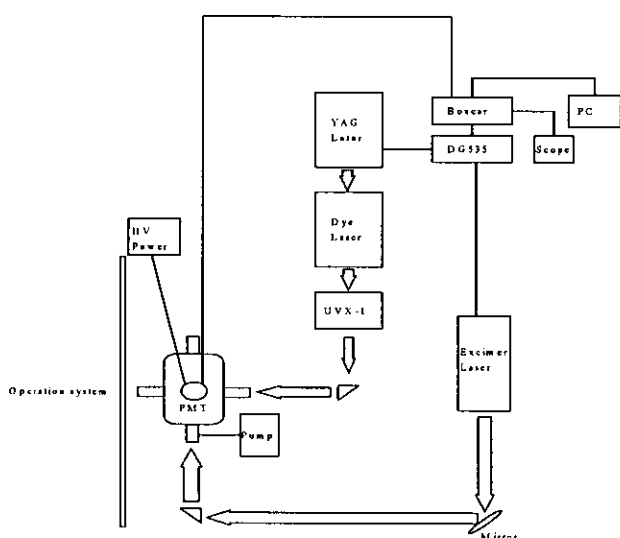 Boxcar
PC
YAG
Laser
DG535
Scope
Dye
Laser
HV
Power
UVX-1
Excimer
Laser
Operation system
PMT
Pump
Mirror